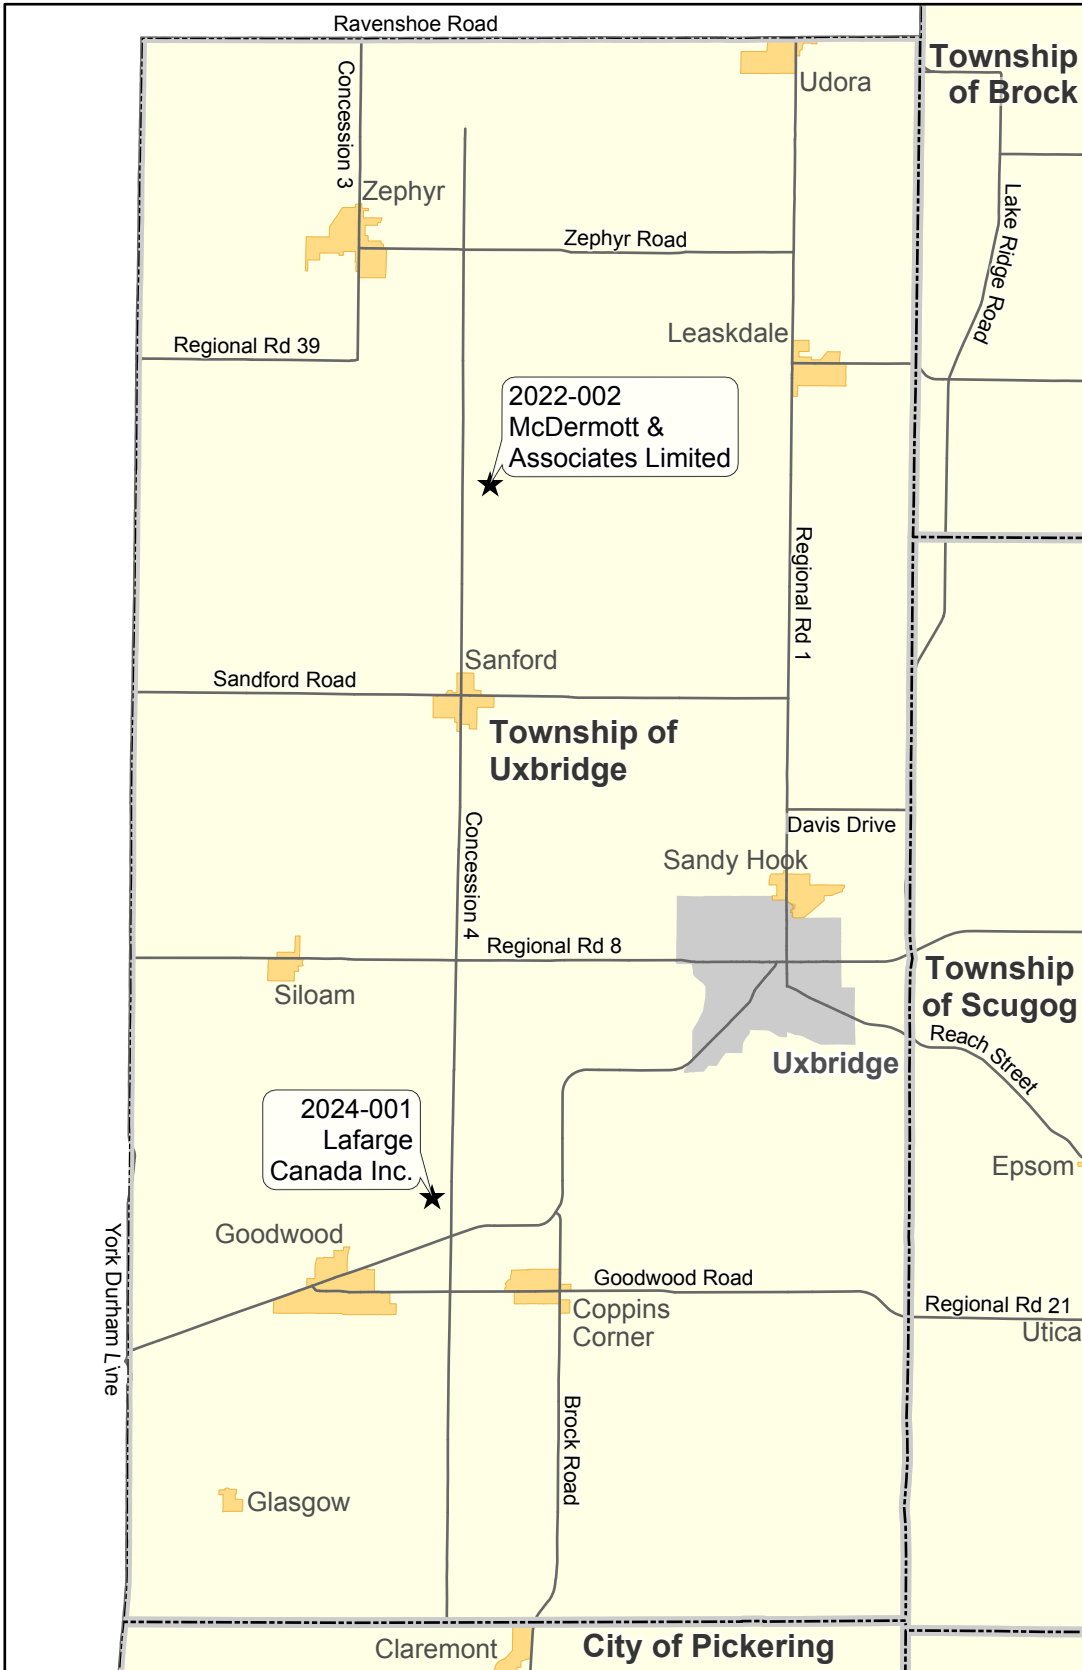 Ravenshoe Road
Township
of Brock
Udora
Concession 3
Zephyr
Lake Ridge Road
Zephyr Road
Leaskdale
Regional Rd 39
2022-002
McDermott &
Associates Limited
Regional Rd 1
Sanford
Sandford Road
Township of
Uxbridge
Concession 4
Davis Drive
Sandy Hook
Regional Rd 8
Township
of Scugog
Siloam
Reach Street
Uxbridge
2024-001
Lafarge
Canada Inc.
Epsom
York Durham Line
Goodwood
Goodwood Road
Coppins
Corner
Regional Rd 21
Utica
Brock Road
Glasgow
Claremont
City of Pickering